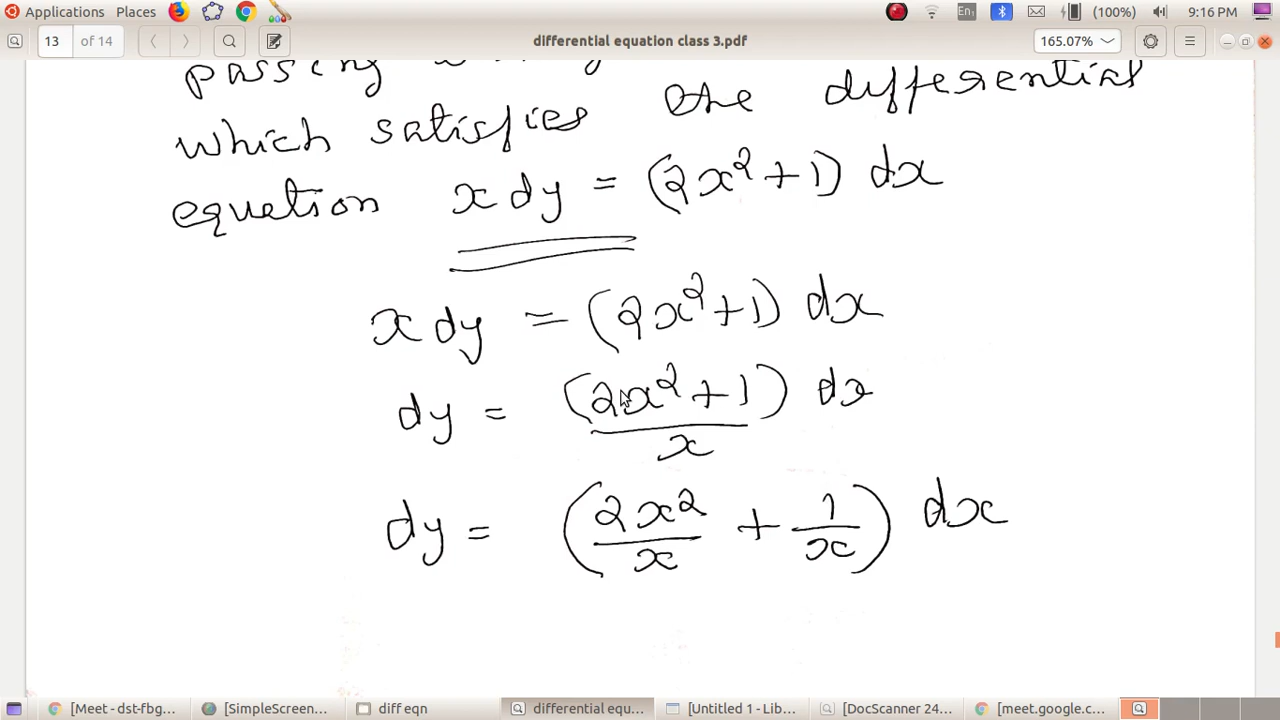 Applications Places En₁ (100%) 9:16 PM
13 of 14 differential equation class 3.pdf 165.07%
passing
which satisfies the differential
equation x dy = (2x² + 1) dx
x dy = (2x² + 1) dx
dy = (2x² + 1)/x dx
dy = (2x²/x + 1/x) dx
[Meet - dst-fbg... [SimpleScreen... diff eqn differential equ... [Untitled 1 - Lib... [DocScanner 24... [meet.google.c...